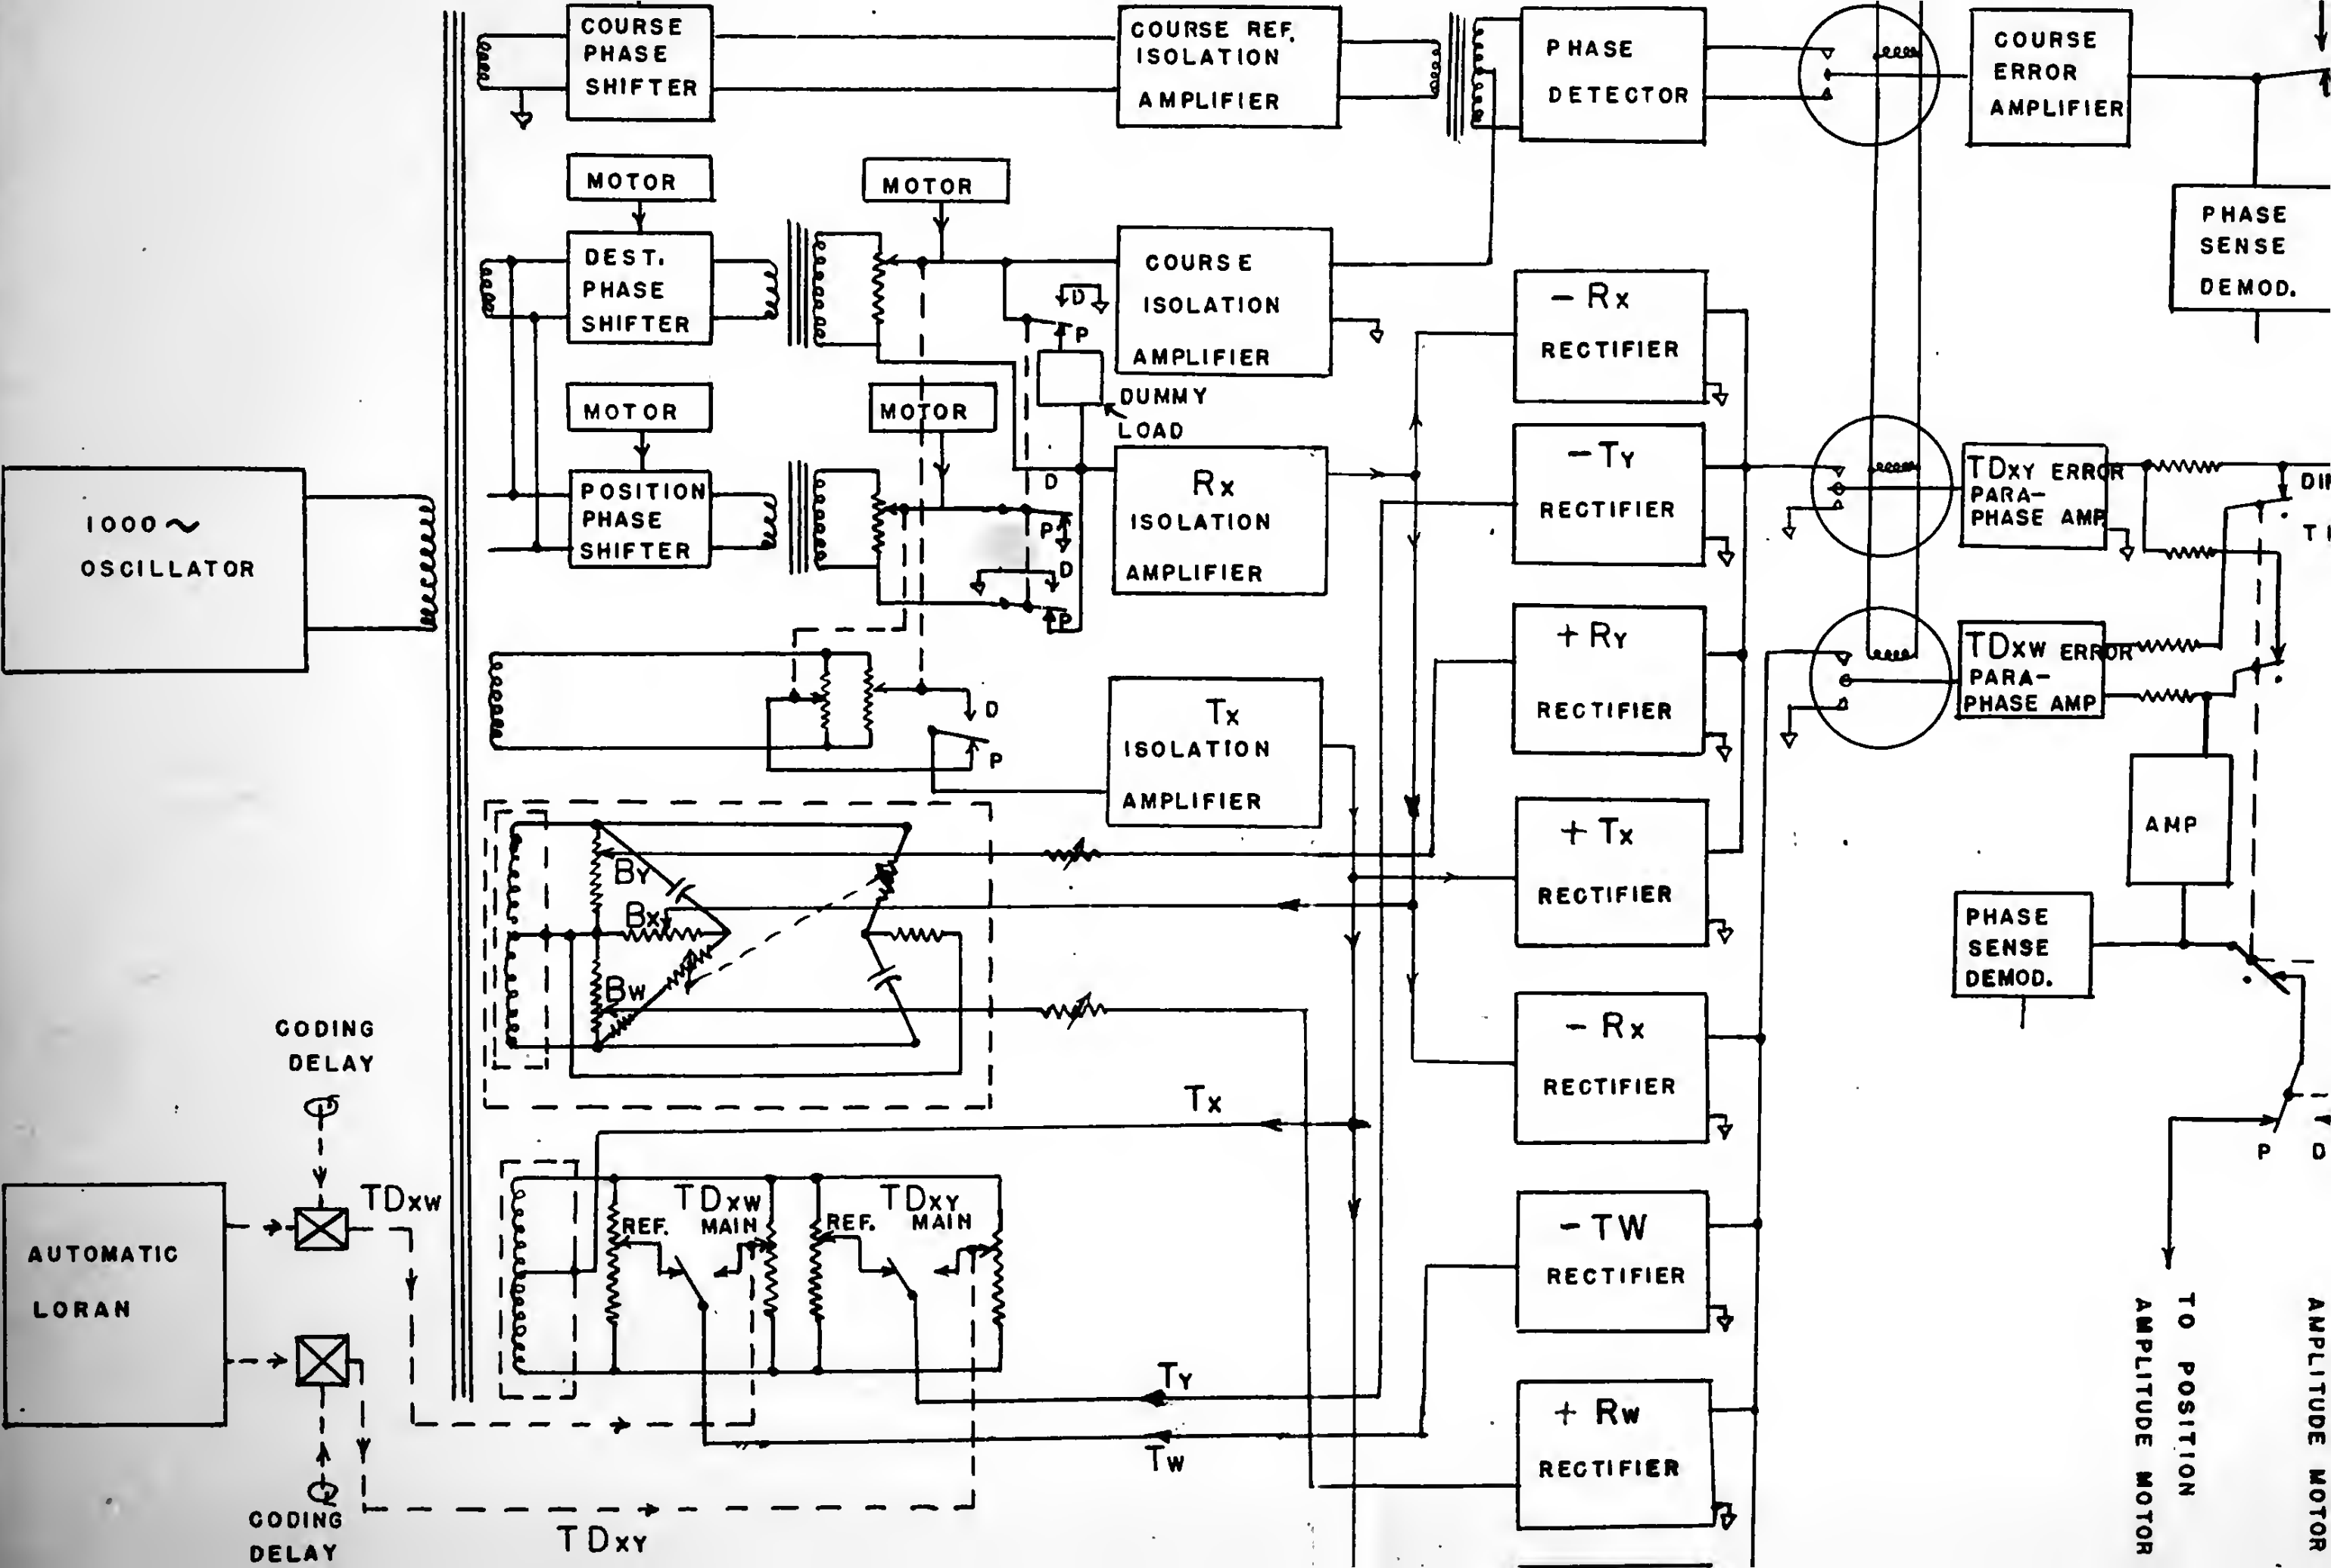 COURSE
PHASE
SHIFTER
COURSE REF.
ISOLATION
AMPLIFIER
PHASE
DETECTOR
COURSE
ERROR
AMPLIFIER
MOTOR
MOTOR
DEST.
PHASE
SHIFTER
COURSE
ISOLATION
AMPLIFIER
D
P
DUMMY
LOAD
PHASE
SENSE
DEMOD.
- RX
RECTIFIER
MOTOR
MOTOR
POSITION
PHASE
SHIFTER
RX
ISOLATION
AMPLIFIER
D
P
D
P
- TY
RECTIFIER
TDXY ERROR
PARA-
PHASE AMP
1000 ~
OSCILLATOR
+ RY
RECTIFIER
TDXW ERROR
PARA-
PHASE AMP
D
P
TX
ISOLATION
AMPLIFIER
+ TX
RECTIFIER
AMP
BY
BX
BW
PHASE
SENSE
DEMOD.
- RX
RECTIFIER
P
D
CODING
DELAY
TX
TDXW
AUTOMATIC
LORAN
TDXW
REF.
MAIN
TDXY
REF.
MAIN
- TW
RECTIFIER
TY
TW
+ RW
RECTIFIER
CODING
DELAY
TDXY
TO POSITION
AMPLITUDE MOTOR
AMPLITUDE MOTOR